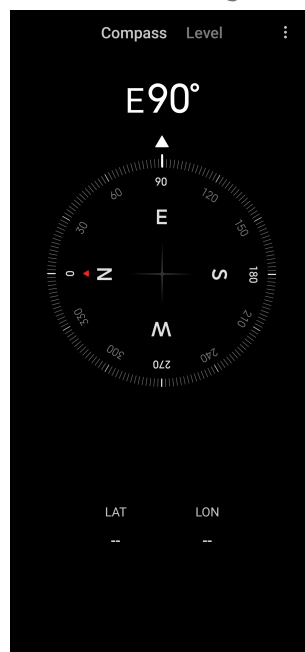 Compass Level
E90°
90
60 120
E
30 150
0 N S 180
330 210
W
300 240
270
LAT LON
-- --